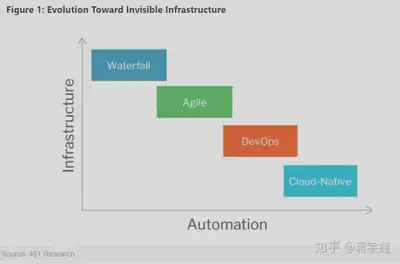 Figure 1: Evolution Toward Invisible Infrastructure
Waterfall
Agile
DevOps
Cloud-Native
Infrastructure
Automation
Source: 451 Research
知乎 @蒋宇捷